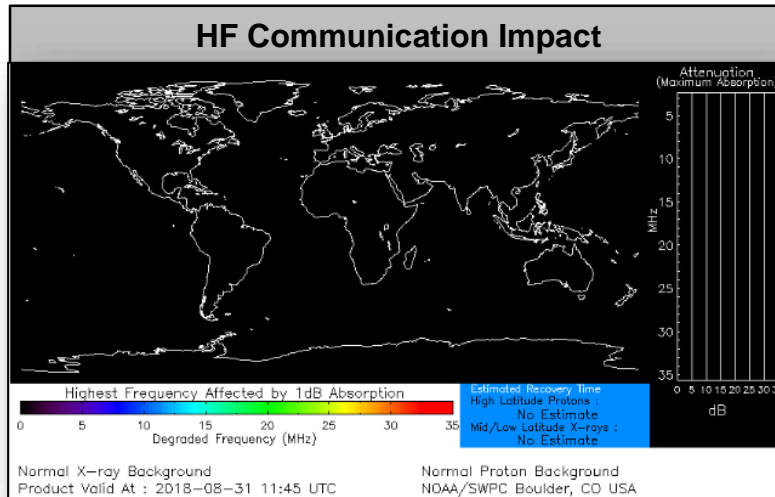 HF Communication Impact
Attenuation
(Maximum Absorption)
5
10
15
20
25
30
35
MHz
0 5 10 15 20 25 30 3
dB
Highest Frequency Affected by 1dB Absorption
0 5 10 15 20 25 30 35
Degraded Frequency (MHz)
Estimated Recovery Time
High Latitude Protons :
No Estimate
Mid/Low Latitude X-rays :
No Estimate
Normal X-ray Background
Product Valid At : 2018-08-31 11:45 UTC
Normal Proton Background
NOAA/SWPC Boulder, CO USA